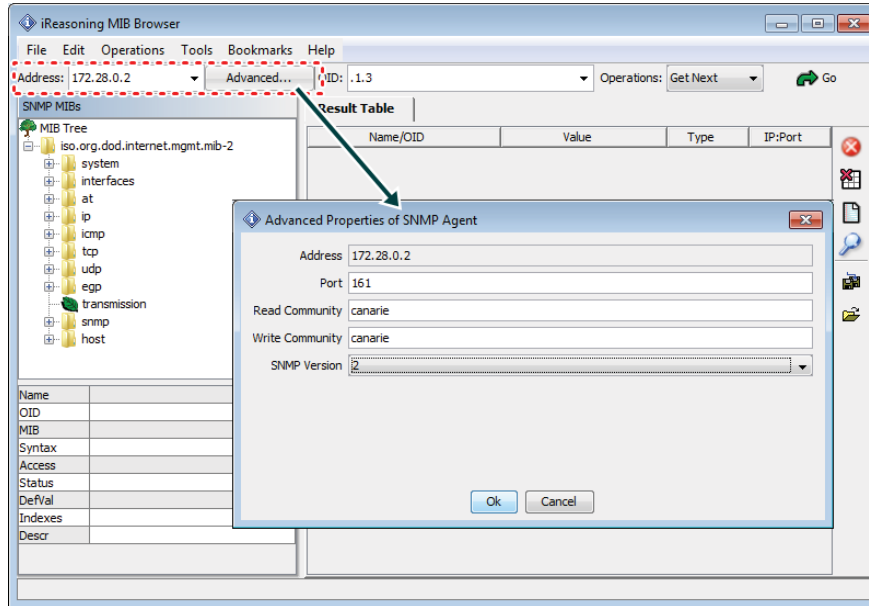 iReasoning MIB Browser
File Edit Operations Tools Bookmarks Help
Address: 172.28.0.2 Advanced... OID: .1.3 Operations: Get Next Go
SNMP MIBs
Result Table
MIB Tree
Name/OID Value Type IP:Port
iso.org.dod.internet.mgmt.mib-2
system
interfaces
at
ip
icmp
tcp
udp
egp
transmission
snmp
host
Advanced Properties of SNMP Agent
Address 172.28.0.2
Port 161
Read Community canarie
Write Community canarie
SNMP Version 2
Ok Cancel
Name
OID
MIB
Syntax
Access
Status
DefVal
Indexes
Descr